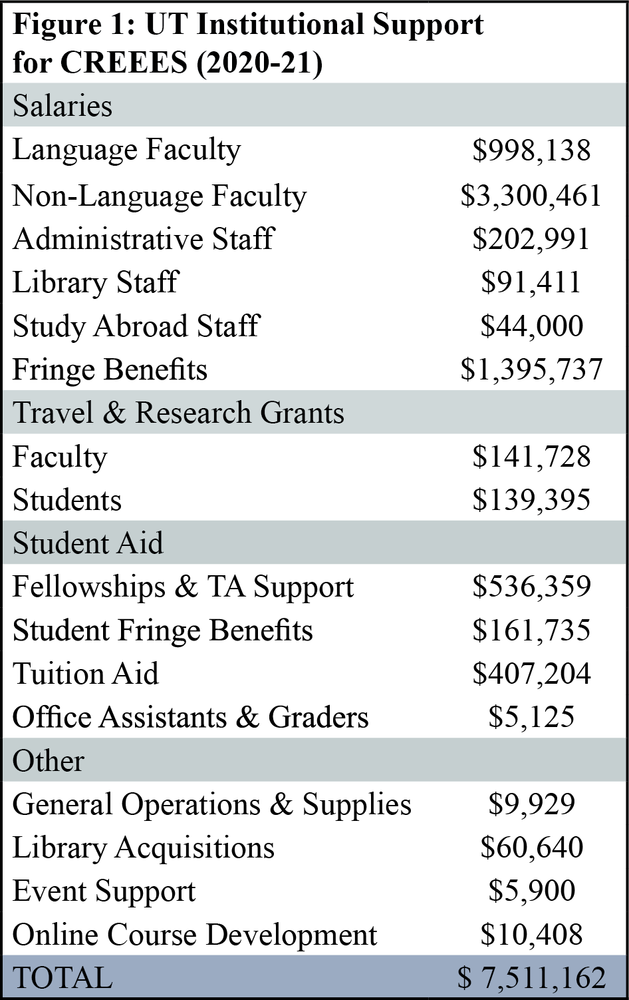 Figure 1: UT Institutional Support
for CREEES (2020-21)
Salaries
Language Faculty $998,138
Non-Language Faculty $3,300,461
Administrative Staff $202,991
Library Staff $91,411
Study Abroad Staff $44,000
Fringe Benefits $1,395,737
Travel & Research Grants
Faculty $141,728
Students $139,395
Student Aid
Fellowships & TA Support $536,359
Student Fringe Benefits $161,735
Tuition Aid $407,204
Office Assistants & Graders $5,125
Other
General Operations & Supplies $9,929
Library Acquisitions $60,640
Event Support $5,900
Online Course Development $10,408
TOTAL $ 7,511,162